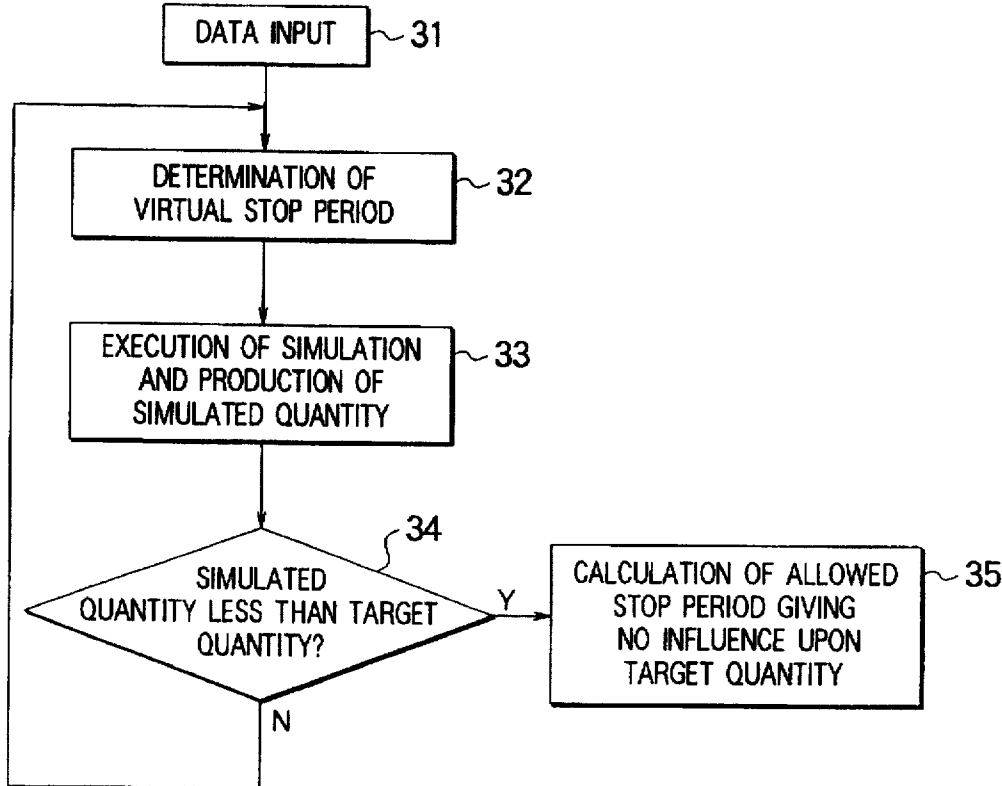 DATA INPUT
31
DETERMINATION OF
VIRTUAL STOP PERIOD
32
EXECUTION OF SIMULATION
AND PRODUCTION OF
SIMULATED QUANTITY
33
34
SIMULATED
QUANTITY LESS THAN TARGET
QUANTITY?
Y
N
CALCULATION OF ALLOWED
STOP PERIOD GIVING
NO INFLUENCE UPON
TARGET QUANTITY
35